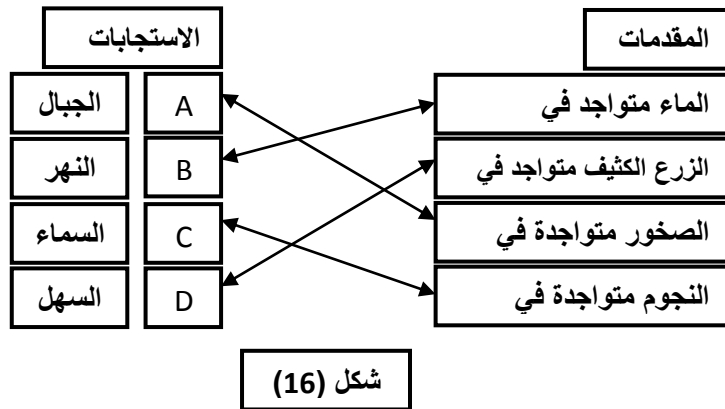 المقدمات الاستجابات
الماء متواجد في A الجبال
الزرع الكثيف متواجد في B النهر
الصخور متواجدة في C السماء
النجوم متواجدة في D السهل
شكل (16)